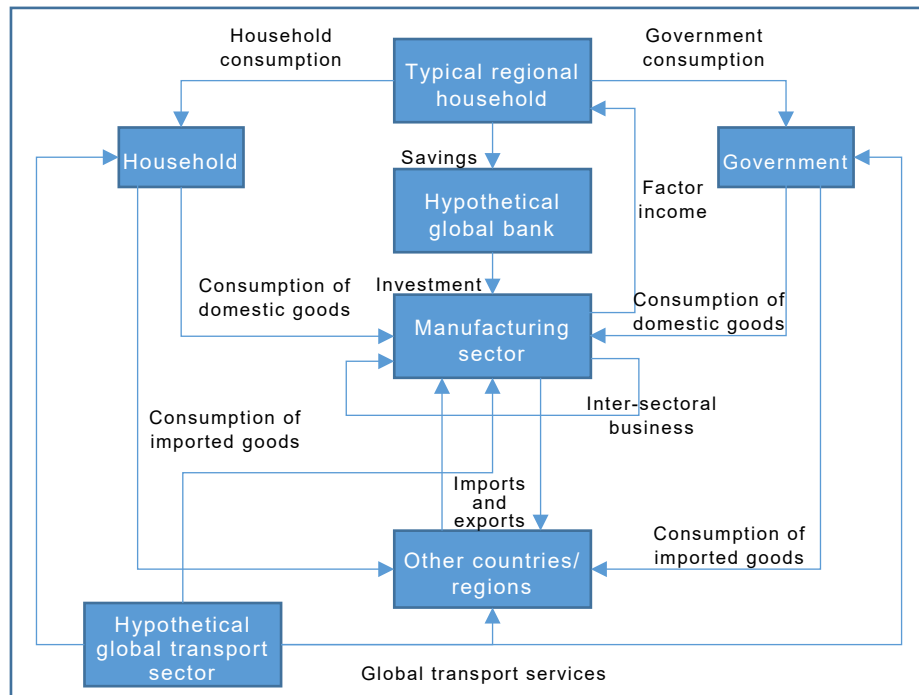 Household
consumption
Typical regional
household
Government
consumption
Household
Savings
Government
Hypothetical
global bank
Factor
income
Consumption of
domestic goods
Investment
Manufacturing
sector
Consumption of
domestic goods
Consumption of
imported goods
Inter-sectoral
business
Imports
and
exports
Other countries/
regions
Consumption of
imported goods
Hypothetical
global transport
sector
Global transport services